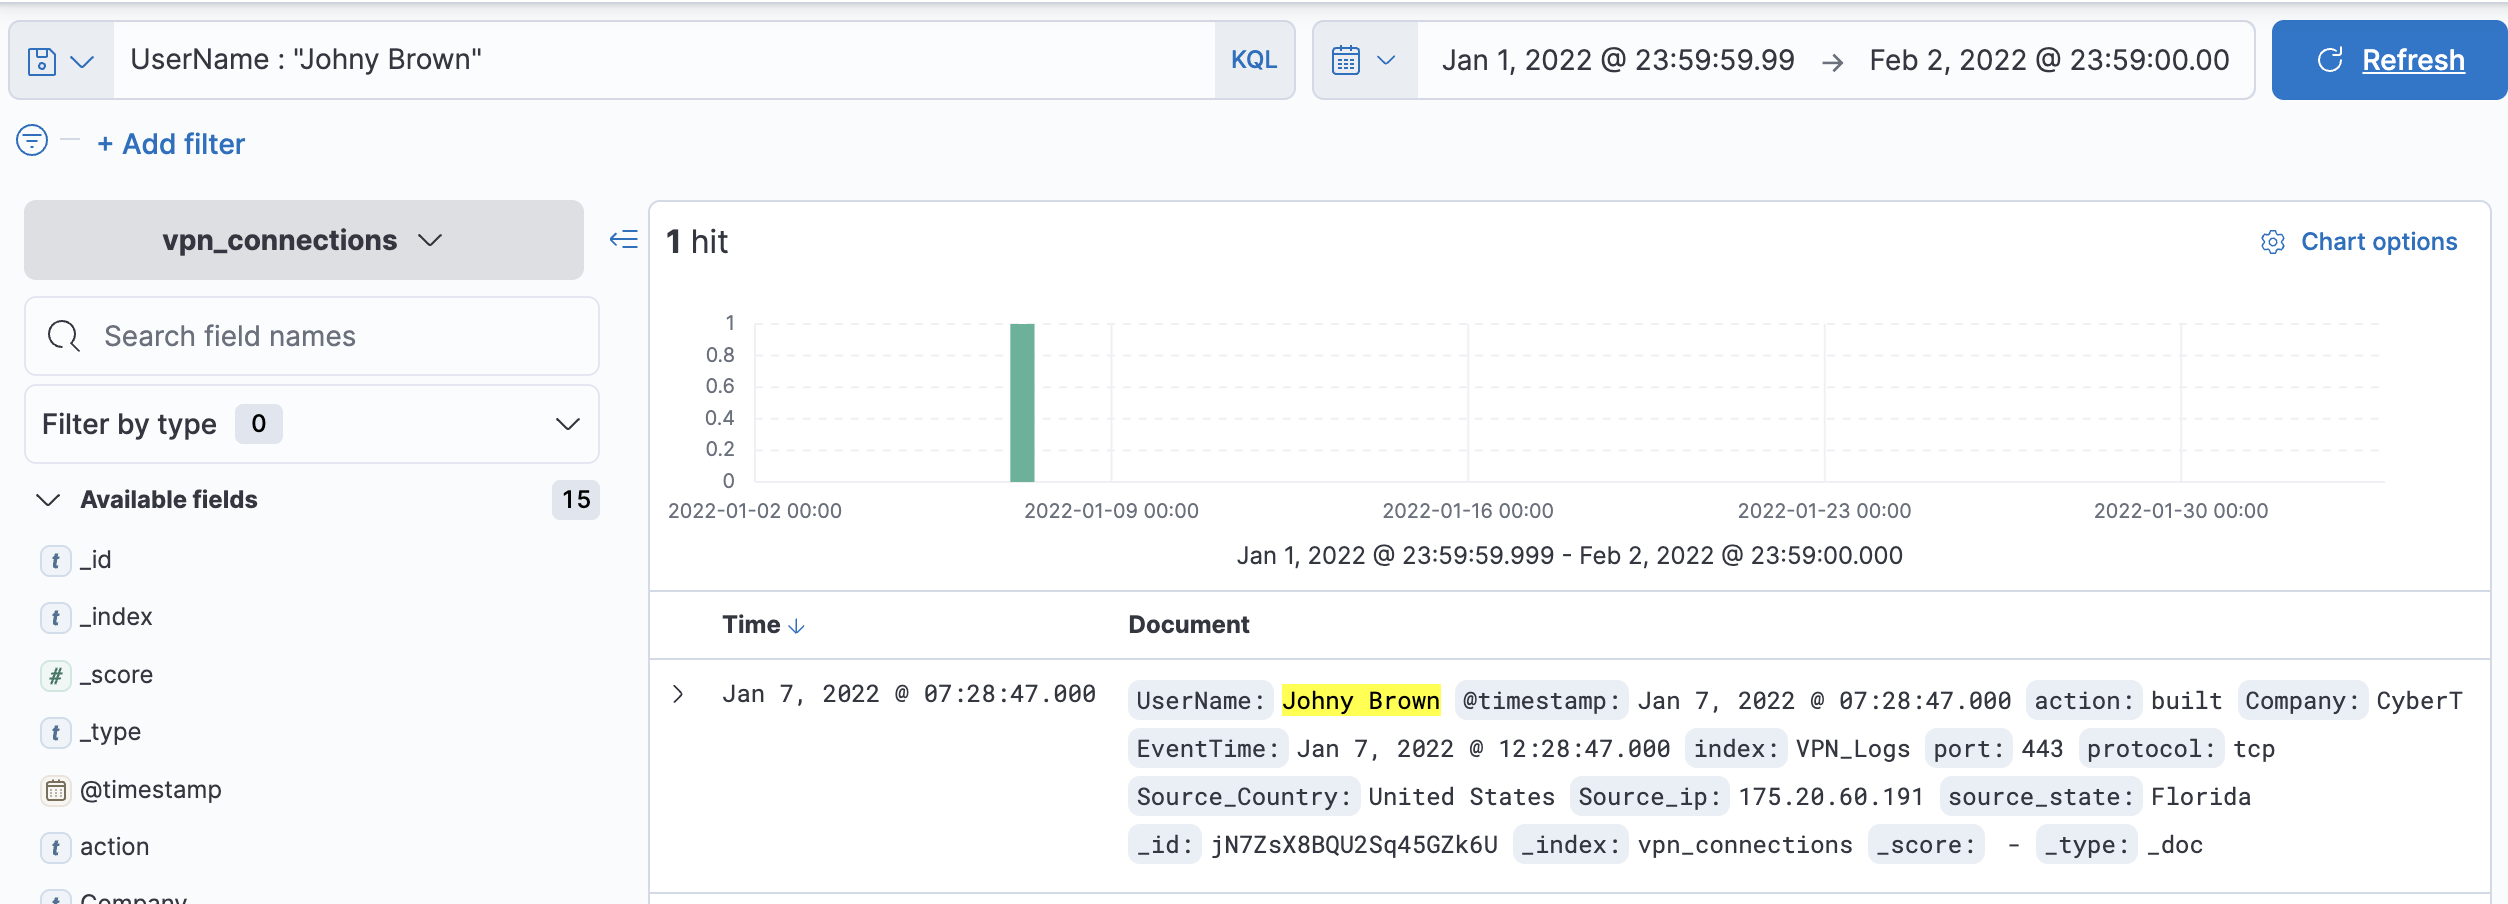 UserName : "Johny Brown"
KQL
Jan 1, 2022 @ 23:59:59.99 → Feb 2, 2022 @ 23:59:00.00
Refresh
+ Add filter
vpn_connections
Search field names
Filter by type 0
Available fields 15
t _id
t _index
# _score
t _type
@timestamp
t action
t Company
1 hit
Chart options
1
0.8
0.6
0.4
0.2
0
2022-01-02 00:00 2022-01-09 00:00 2022-01-16 00:00 2022-01-23 00:00 2022-01-30 00:00
Jan 1, 2022 @ 23:59:59.999 - Feb 2, 2022 @ 23:59:00.000
Time ↓ Document
Jan 7, 2022 @ 07:28:47.000
UserName: Johny Brown @timestamp: Jan 7, 2022 @ 07:28:47.000 action: built Company: CyberT
EventTime: Jan 7, 2022 @ 12:28:47.000 index: VPN_Logs port: 443 protocol: tcp
Source_Country: United States Source_ip: 175.20.60.191 source_state: Florida
_id: jN7ZsX8BQU2Sq45GZk6U _index: vpn_connections _score: - _type: _doc